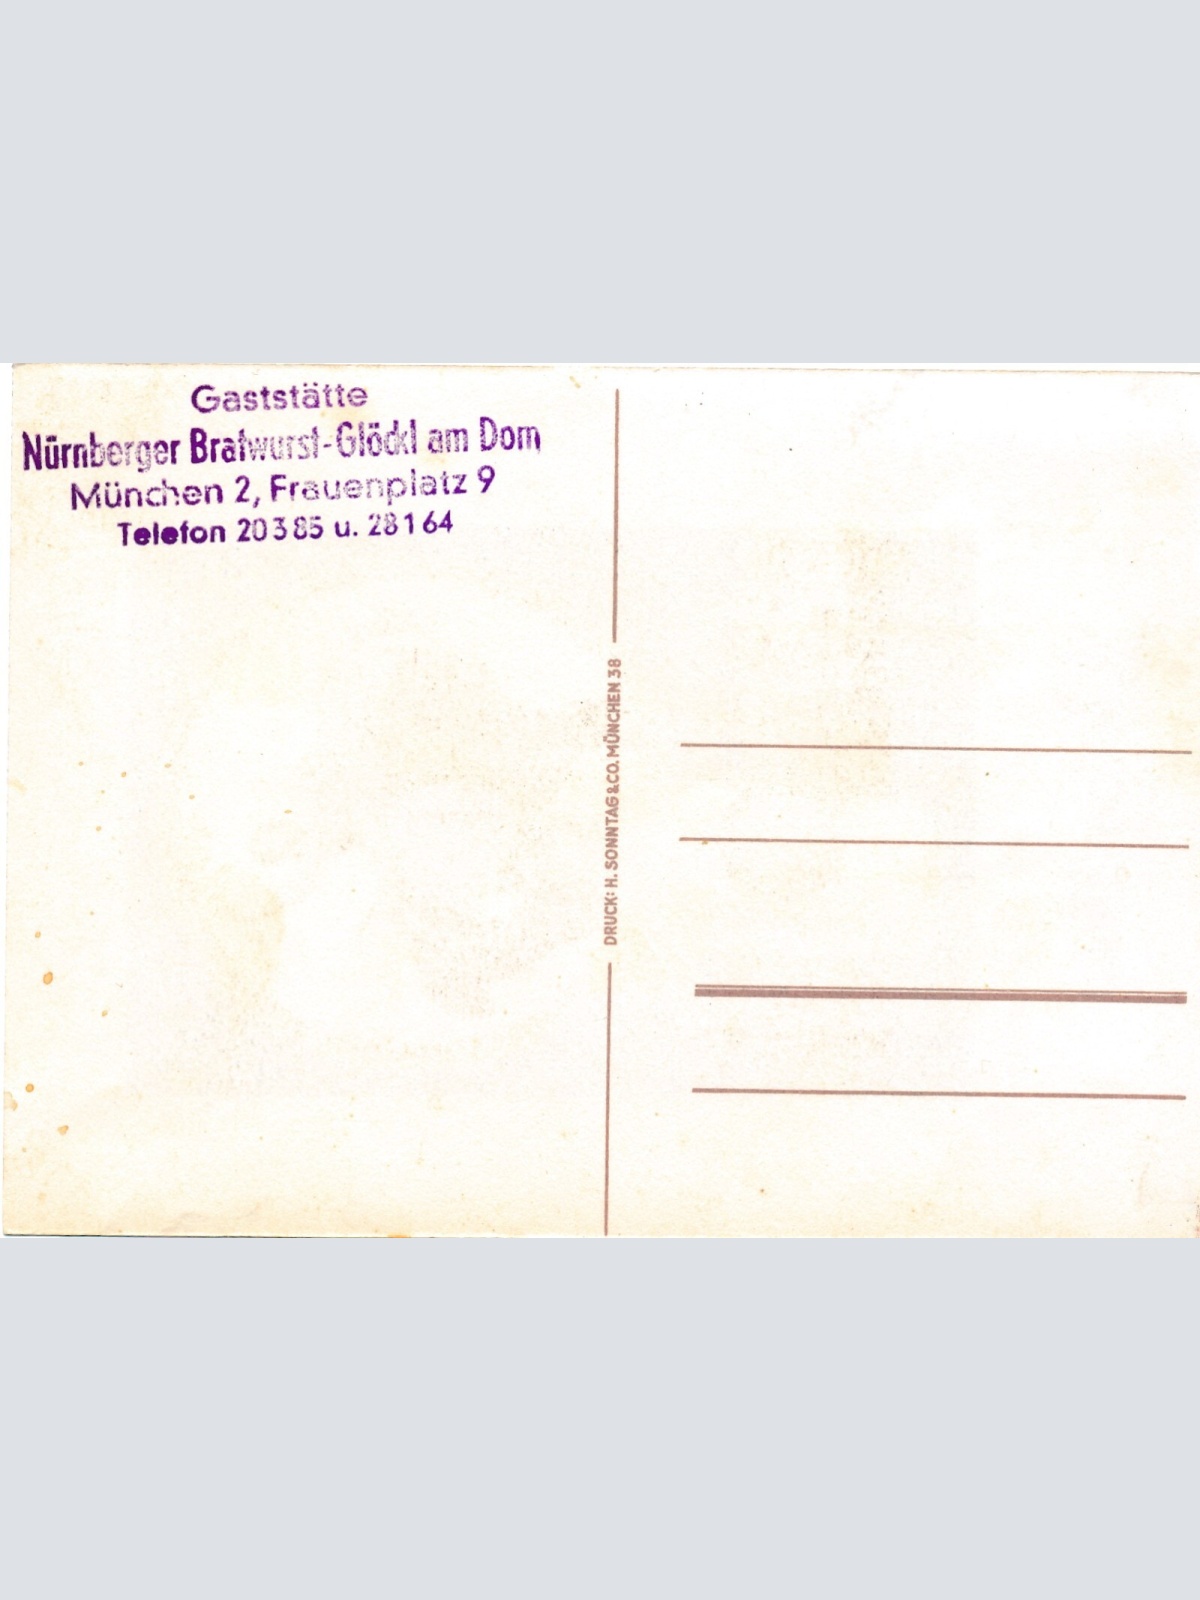 Gaststätte
Nürnberger Bratwurst-Glöckl am Dom
München 2, Frauenplatz 9
Telefon 20385 u. 28164
DRUCK: H. SONNTAG & CO. MÜNCHEN 38